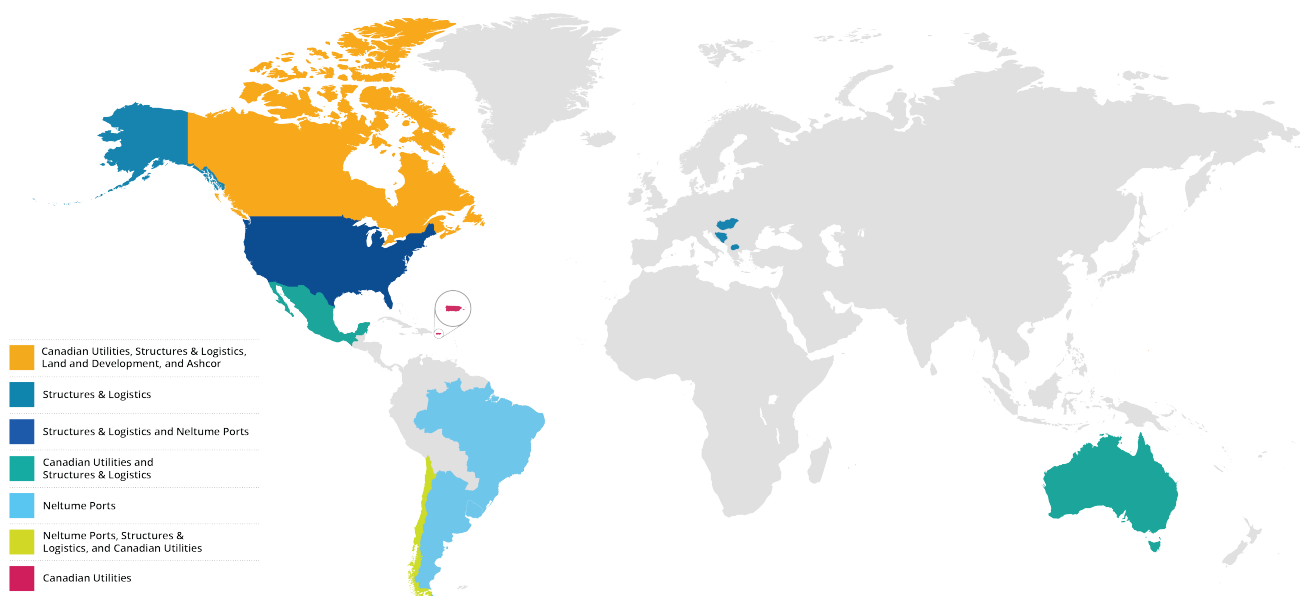 Canadian Utilities, Structures & Logistics,
Land and Development, and Ashcor
Structures & Logistics
Structures & Logistics and Neltume Ports
Canadian Utilities and
Structures & Logistics
Neltume Ports
Neltume Ports, Structures &
Logistics, and Canadian Utilities
Canadian Utilities